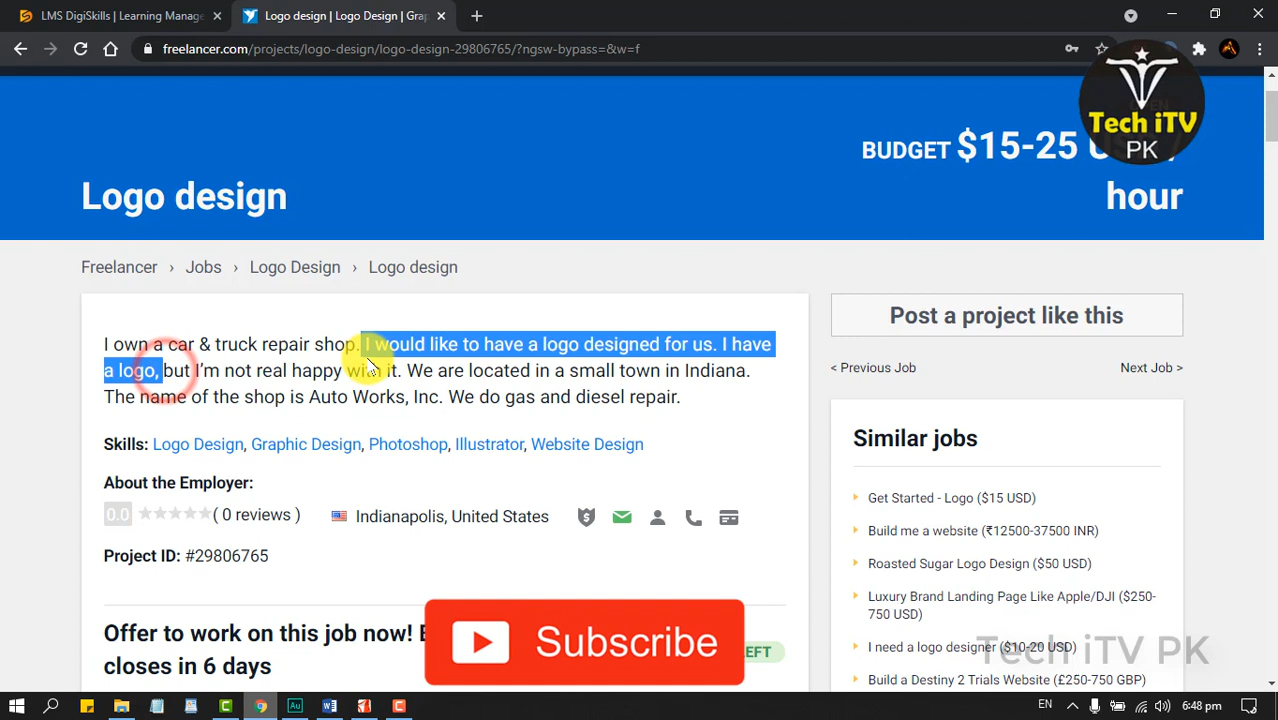 LMS DigiSkills | Learning Manage
Logo design | Logo Design | Grap
freelancer.com/projects/logo-design/logo-design-29806765/?ngsw-bypass=&w=f
Tech iTV
PK
BUDGET $15-25
Logo design
hour
Freelancer › Jobs › Logo Design › Logo design
I own a car & truck repair shop. I would like to have a logo designed for us. I have
a logo, but I'm not real happy with it. We are located in a small town in Indiana.
The name of the shop is Auto Works, Inc. We do gas and diesel repair.
Skills: Logo Design, Graphic Design, Photoshop, Illustrator, Website Design
About the Employer:
0.0 ( 0 reviews ) Indianapolis, United States
Project ID: #29806765
Offer to work on this job now!
closes in 6 days
Subscribe
Post a project like this
< Previous Job
Next Job >
Similar jobs
Get Started - Logo ($15 USD)
Build me a website (₹12500-37500 INR)
Roasted Sugar Logo Design ($50 USD)
Luxury Brand Landing Page Like Apple/DJI ($250-
750 USD)
I need a logo designer ($10-20 USD)
Build a Destiny 2 Trials Website (£250-750 GBP)
Tech iTV PK
Au
EN
6:48 pm